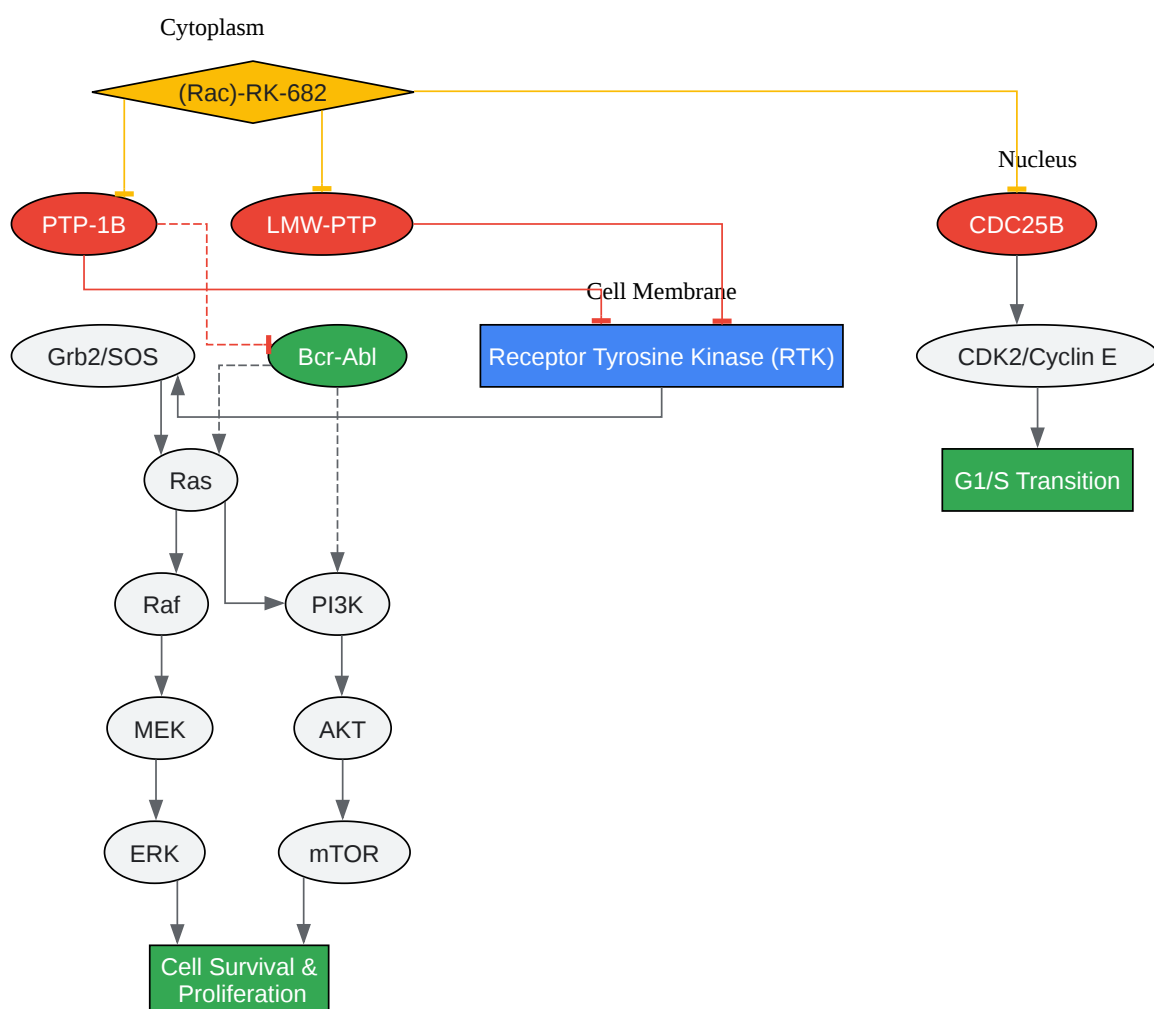 Cytoplasm
(Rac)-RK-682
Nucleus
PTP-1B
LMW-PTP
CDC25B
Cell Membrane
Grb2/SOS
Bcr-Abl
Receptor Tyrosine Kinase (RTK)
CDK2/Cyclin E
Ras
G1/S Transition
Raf
PI3K
MEK
AKT
ERK
mTOR
Cell Survival &
Proliferation